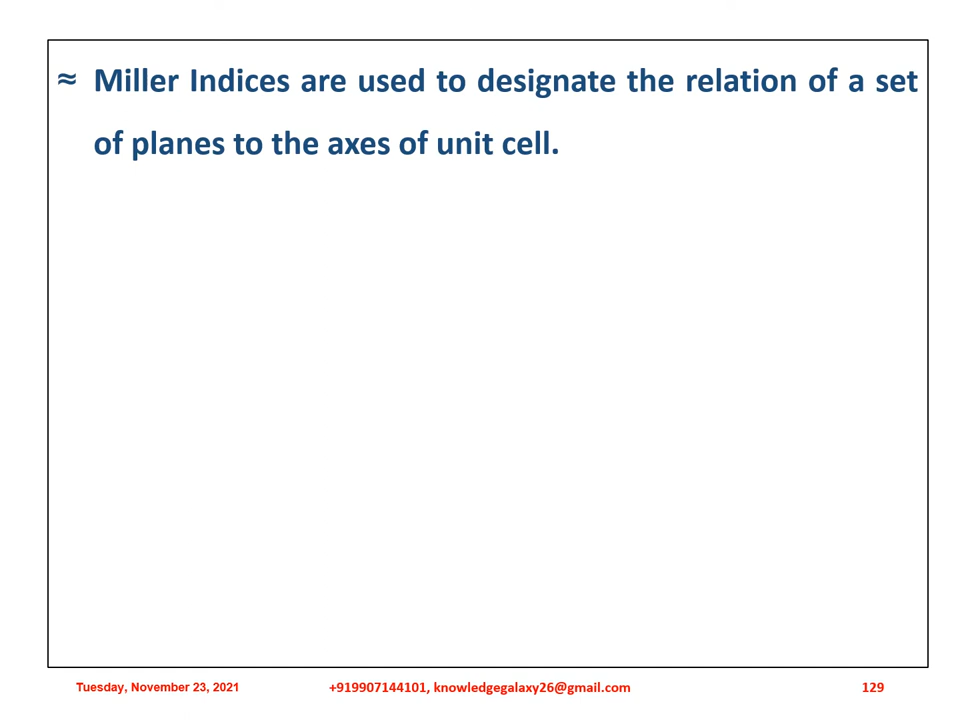 ≈ Miller Indices are used to designate the relation of a set
of planes to the axes of unit cell.
Tuesday, November 23, 2021 +919907144101, knowledgegalaxy26@gmail.com 129